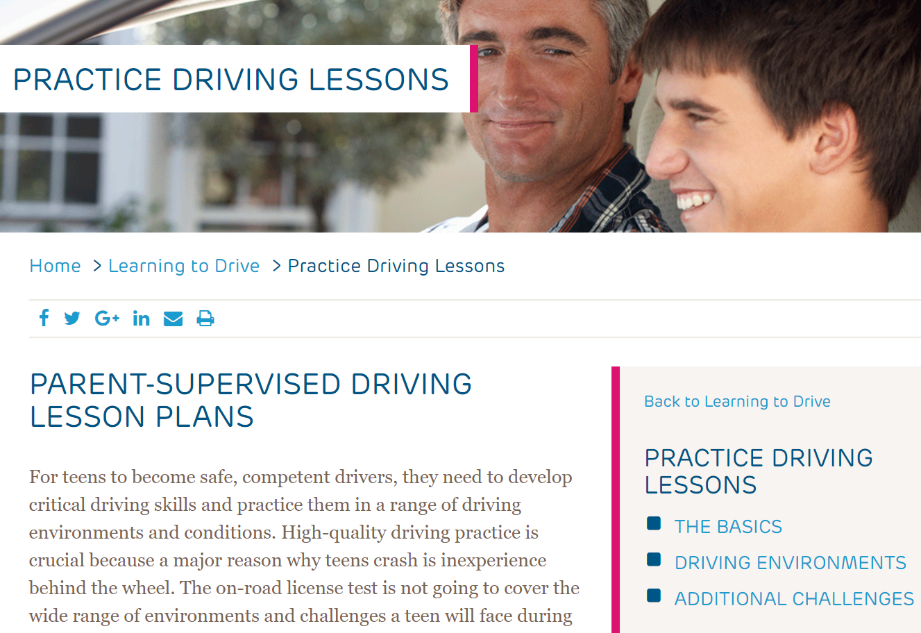 PRACTICE DRIVING LESSONS
Home > Learning to Drive > Practice Driving Lessons
PARENT-SUPERVISED DRIVING
LESSON PLANS
For teens to become safe, competent drivers, they need to develop
critical driving skills and practice them in a range of driving
environments and conditions. High-quality driving practice is
crucial because a major reason why teens crash is inexperience
behind the wheel. The on-road license test is not going to cover the
wide range of environments and challenges a teen will face during
Back to Learning to Drive
PRACTICE DRIVING
LESSONS
THE BASICS
DRIVING ENVIRONMENTS
ADDITIONAL CHALLENGES